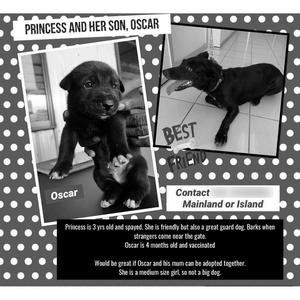 PRINCESS AND HER SON, OSCAR
BEST
FRIEND
Oscar
Contact
Mainland or Island
Princess is 3 yrs old and spayed. She is friendly but also a great guard dog. Barks when
strangers come near the gate.
Oscar is 4 months old and vaccinated
Would be great if Oscar and his mum can be adopted together.
She is a medium size girl, so not a big dog.